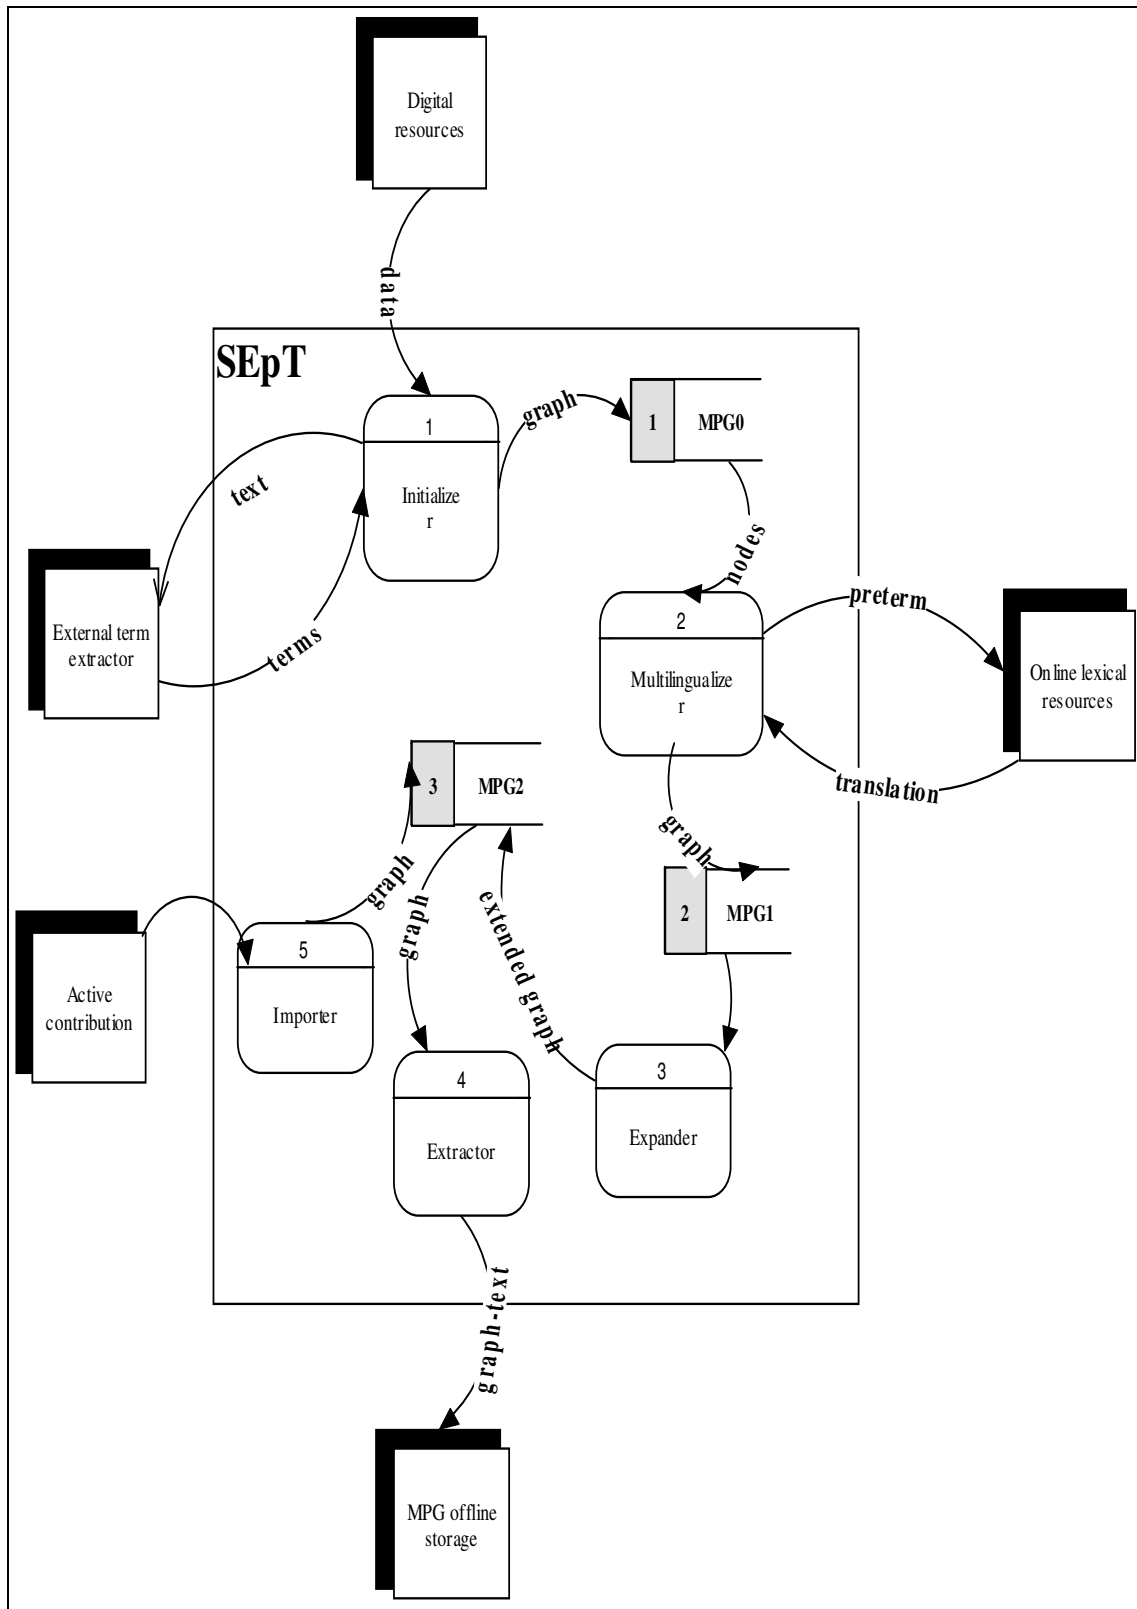 Digital
resources
data
SEpT
1
Initialize
r
graph
1
MPG0
text
nodes
External term
extractor
terms
2
Multilingualize
r
preterm
Online lexical
resources
translation
3
MPG2
graph
graph
graph
extended graph
2
MPG1
Active
contribution
5
Importer
4
Extractor
3
Expander
graph-text
MPG offline
storage